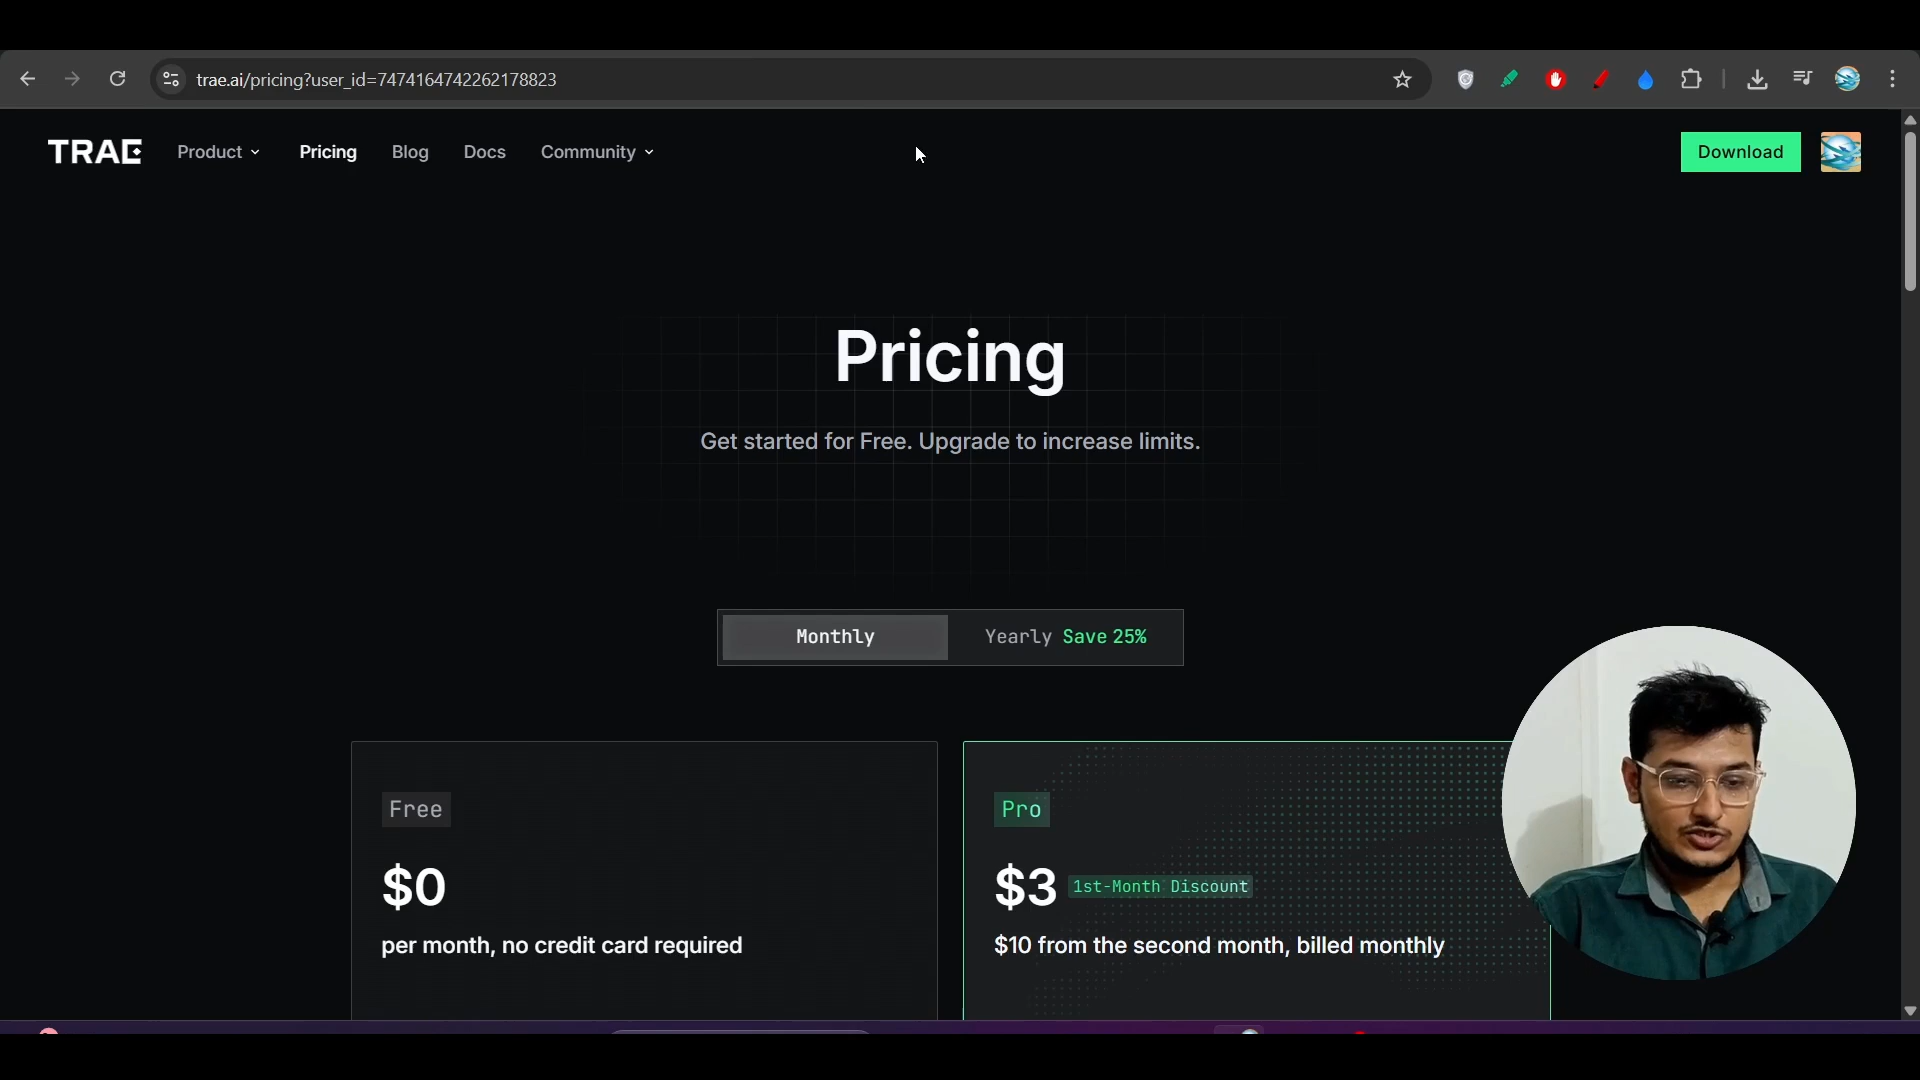 trae.ai/pricing?user_id=7474164742262178823
TRAE
Product
Pricing
Blog
Docs
Community
Download
Pricing
Get started for Free. Upgrade to increase limits.
Monthly
Yearly Save 25%
Free
$0
per month, no credit card required
Pro
$3 1st-Month Discount
$10 from the second month, billed monthly